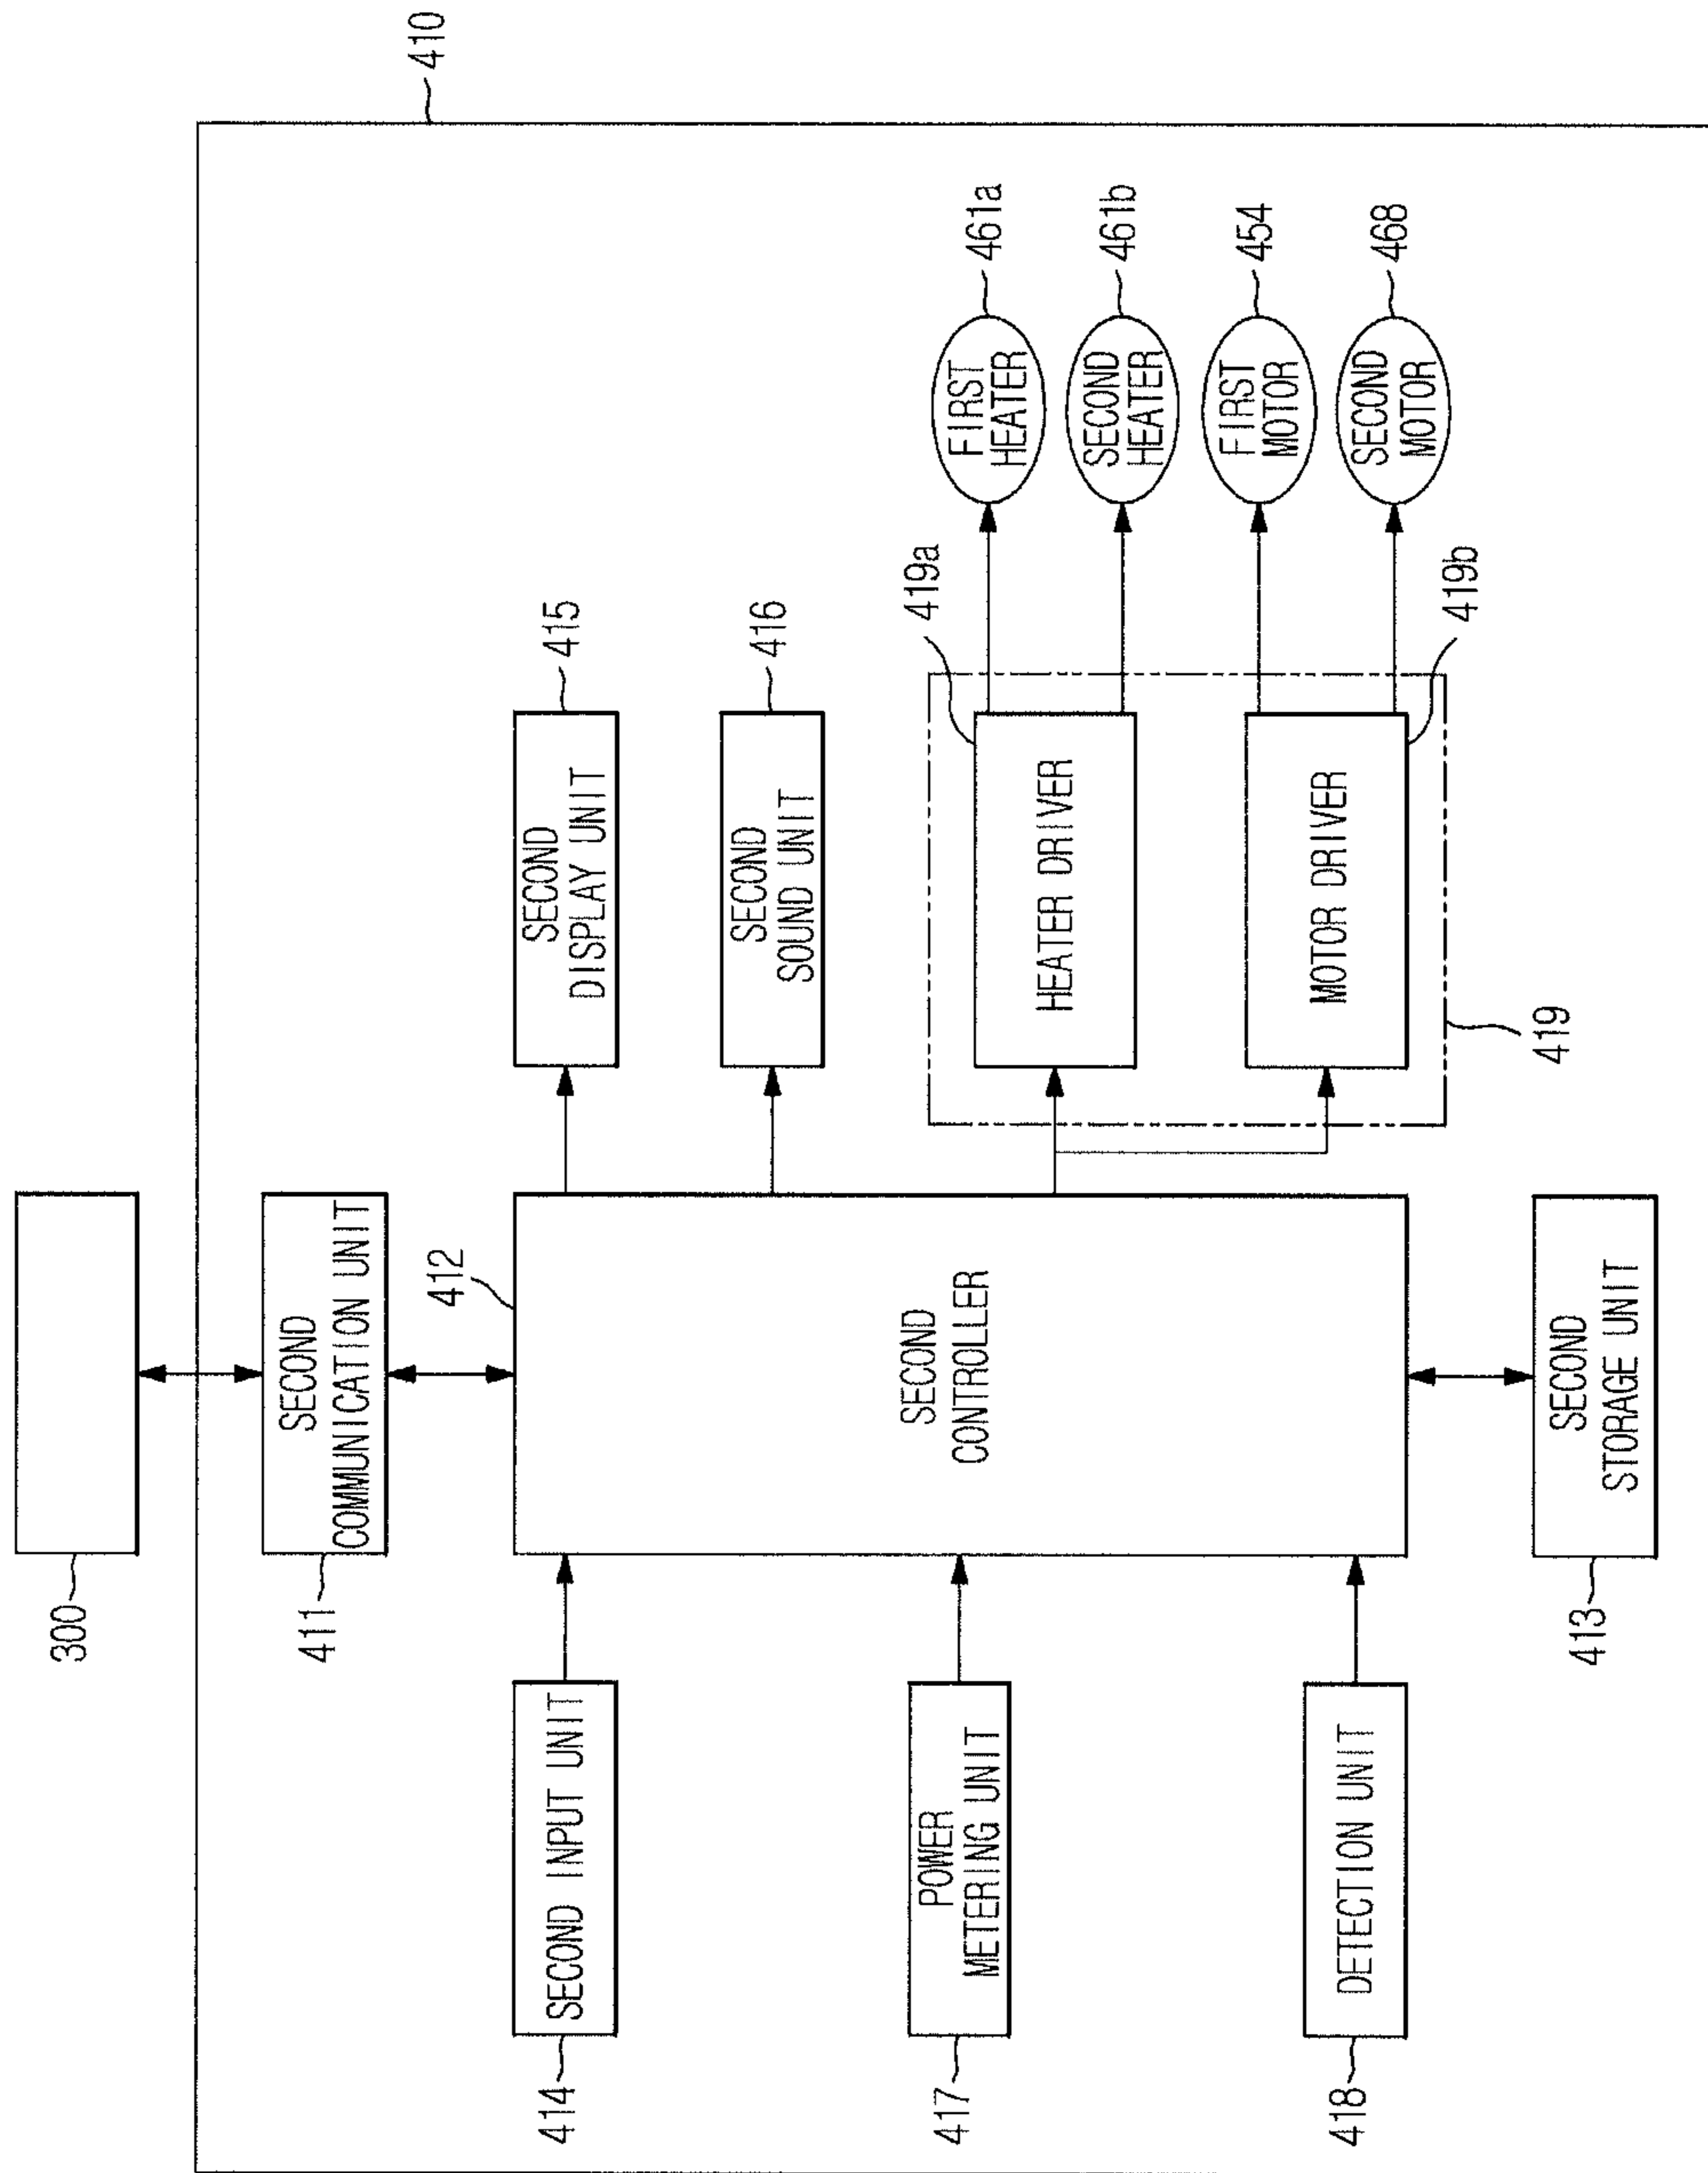 300
410
411
SECOND
COMMUNICATION UNIT
412
SECOND
CONTROLLER
414
SECOND INPUT UNIT
417
POWER
METERING UNIT
418
DETECTION UNIT
413
SECOND
STORAGE UNIT
SECOND
DISPLAY UNIT
415
SECOND
SOUND UNIT
416
419a
HEATER DRIVER
MOTOR DRIVER
419b
419
FIRST
HEATER
461a
SECOND
HEATER
461b
FIRST
MOTOR
454
SECOND
MOTOR
468